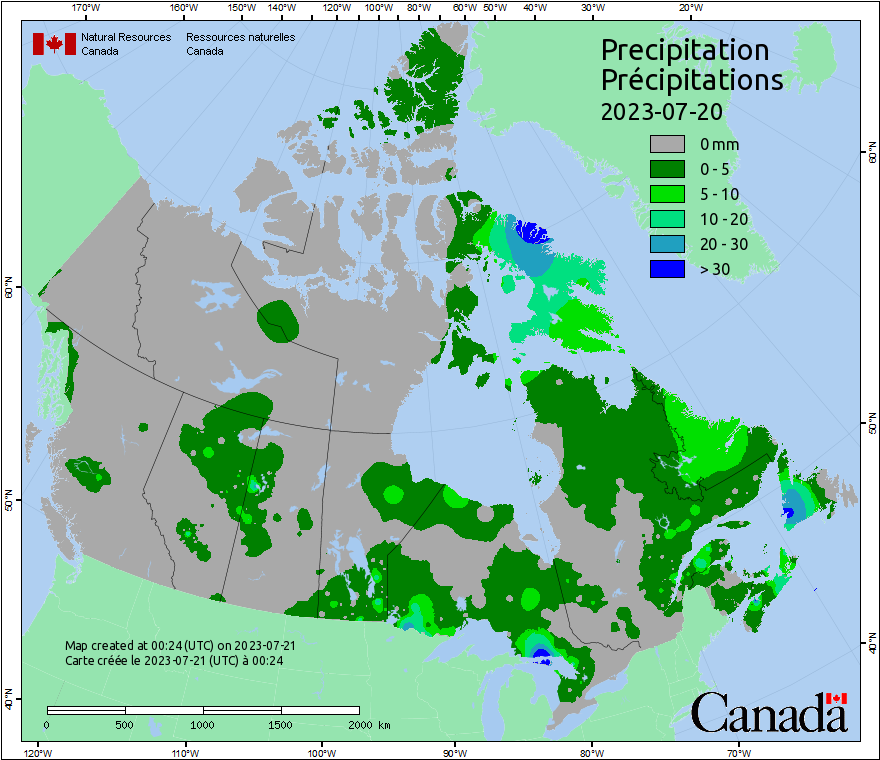 170°W 160°W 150°W 140°W 120°W 100°W 80°W 60°W 50°W 40°W 30°W 20°W
Natural Resources Canada
Ressources naturelles Canada
Precipitation
Précipitations
2023-07-20
0 mm
0 - 5
5 - 10
10 - 20
20 - 30
> 30
60°N
50°N
40°N
60°N
50°N
40°N
Map created at 00:24 (UTC) on 2023-07-21
Carte créée le 2023-07-21 (UTC) à 00:24
0 500 1000 1500 2000 km
Canada
120°W 110°W 100°W 90°W 80°W 70°W